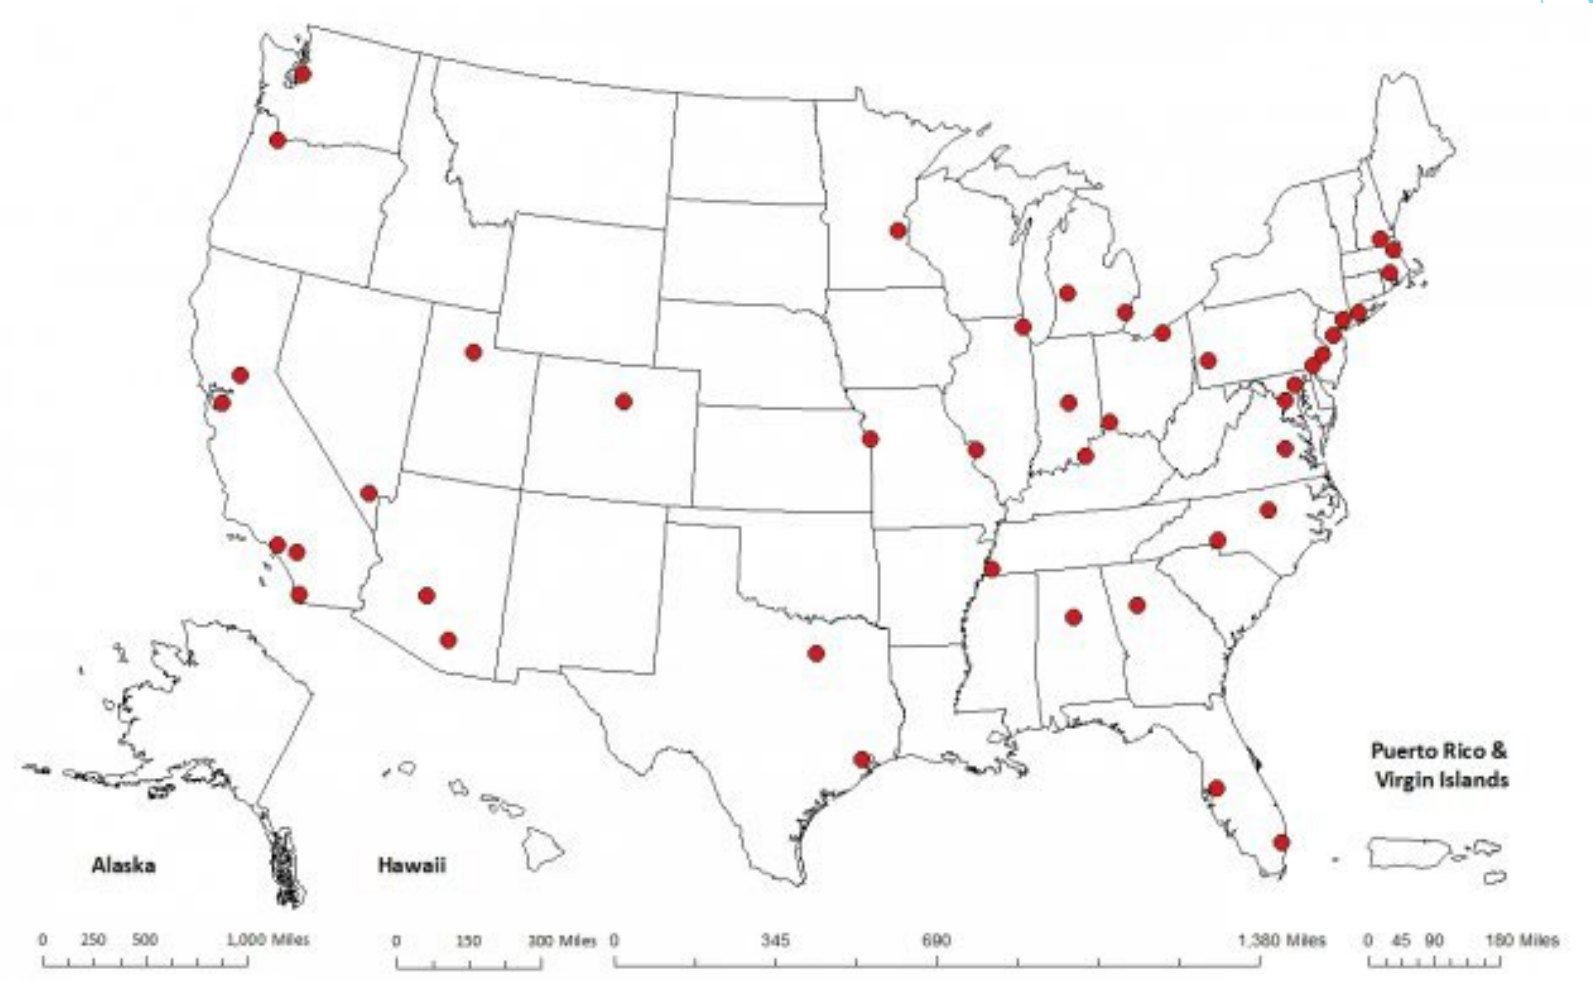 Puerto Rico &
Virgin Islands
Alaska
Hawaii
0 250 500 1,000 Miles
0 150 300 Miles
0 345 690 1,380 Miles
0 45 90 180 Miles